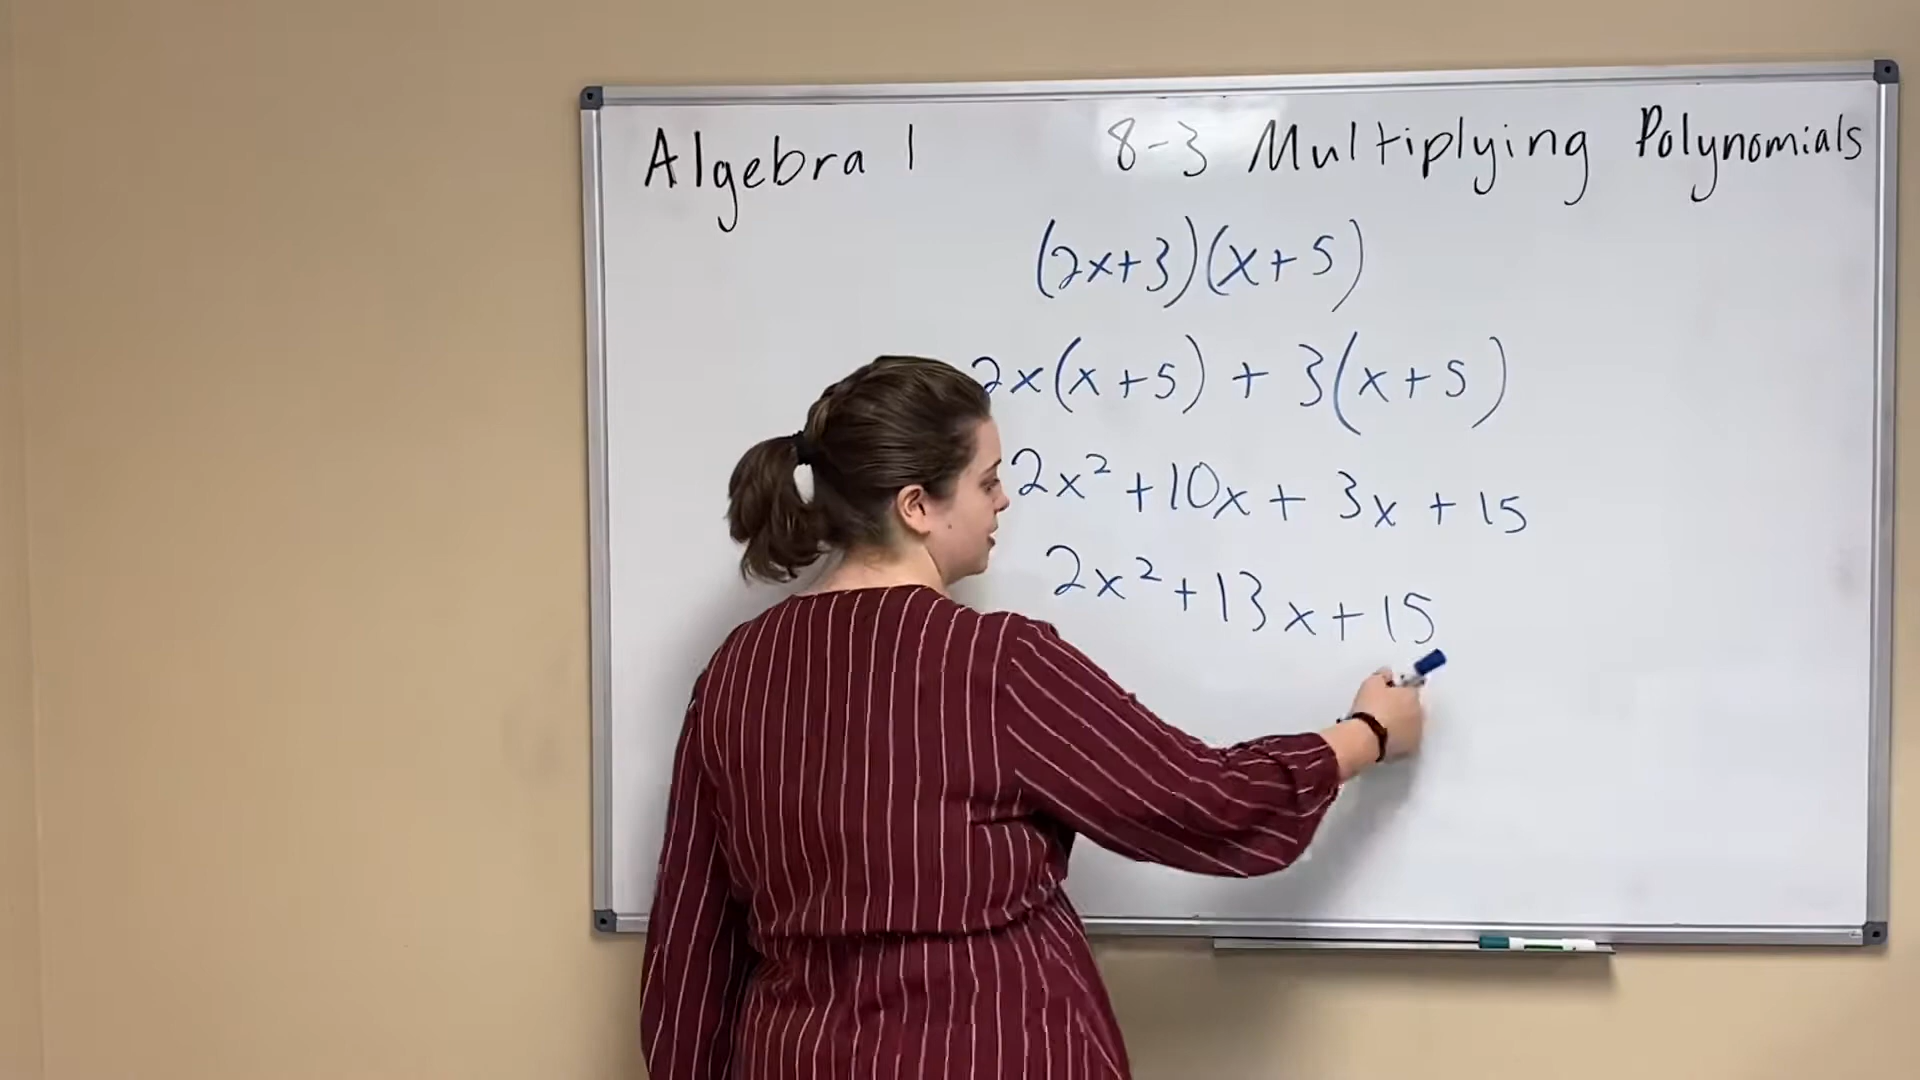 Algebra 1
8-3 Multiplying Polynomials
(2x+3)(x+5)
2x(x+5) + 3(x+5)
2x² +10x + 3x + 15
2x² +13x+15